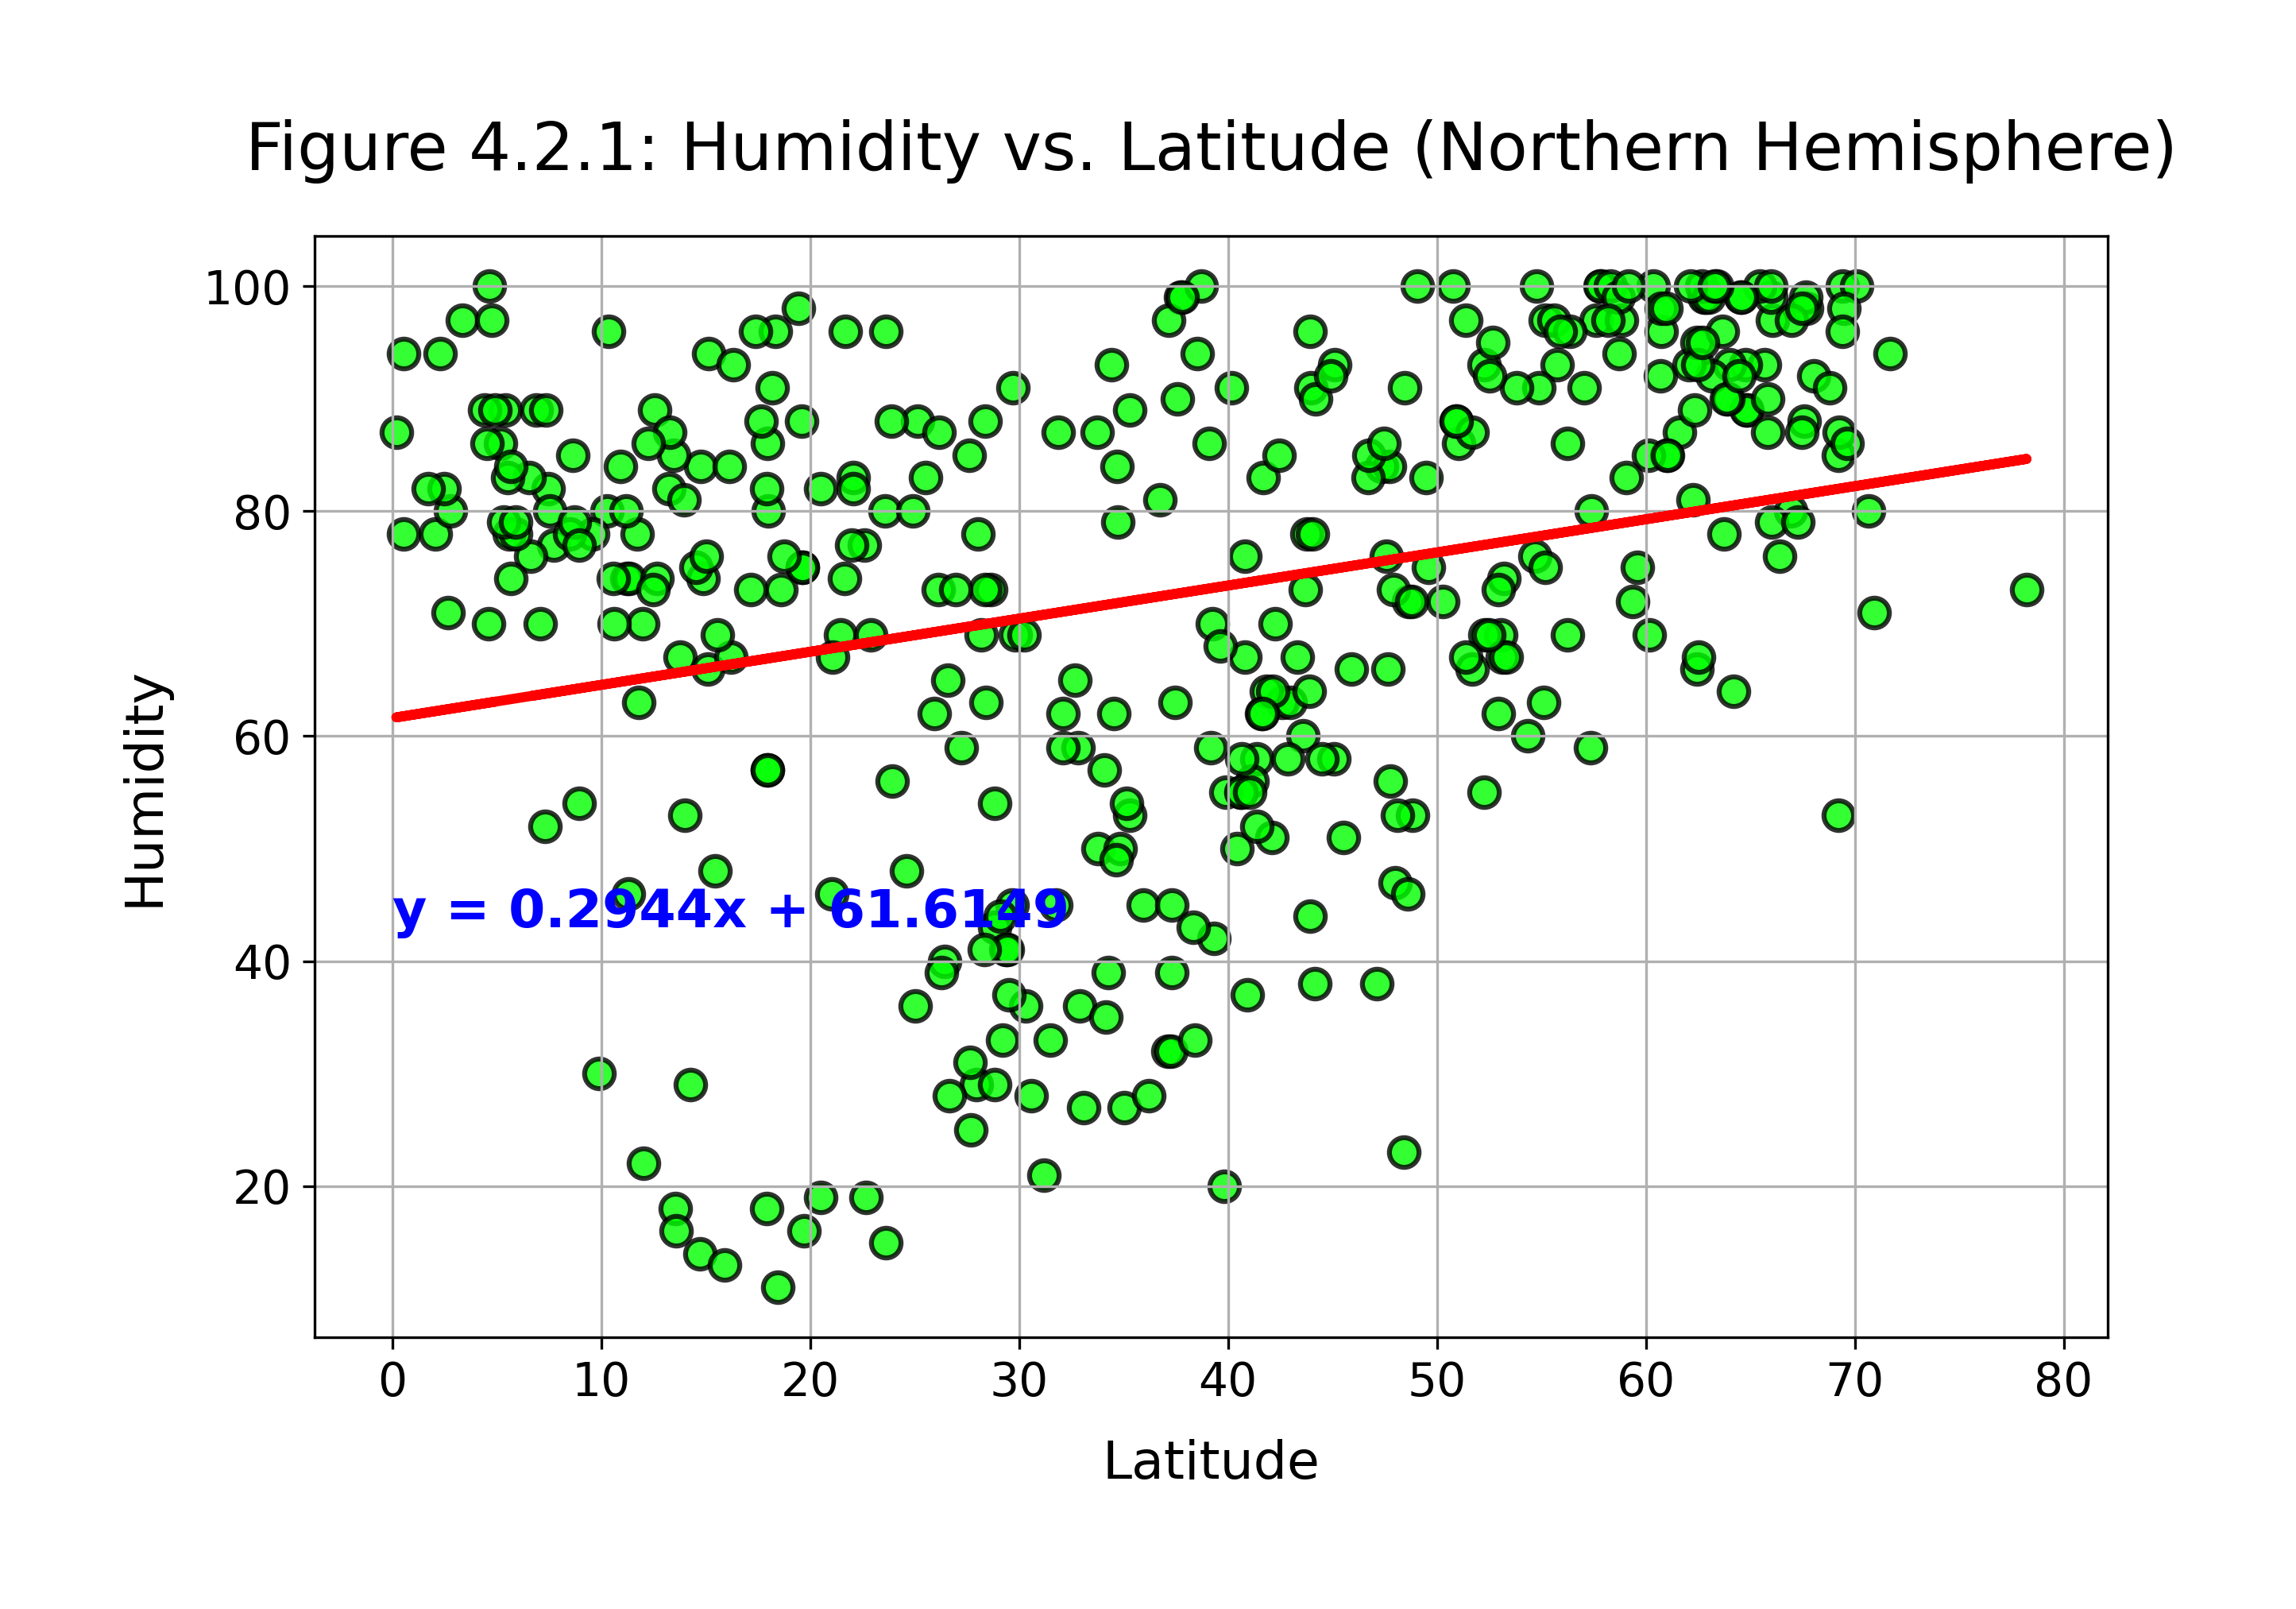 Figure 4.2.1: Humidity vs. Latitude (Northern Hemisphere)
100
80
60
40
20
Humidity
y = 0.2944x + 61.6149
0 10 20 30 40 50 60 70 80
Latitude